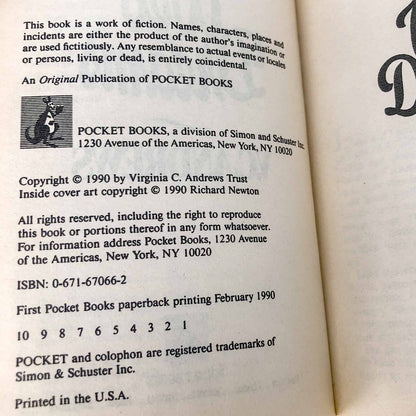 This book is a work of fiction. Names, characters, places and
incidents are either the product of the author's imagination or
are used fictitiously. Any resemblance to actual events or locales
or persons, living or dead, is entirely coincidental.
An Original Publication of POCKET BOOKS
POCKET BOOKS, a division of Simon and Schuster Inc.
1230 Avenue of the Americas, New York, NY 10020
Copyright © 1990 by Virginia C. Andrews Trust
Inside cover art copyright © 1990 Richard Newton
All rights reserved, including the right to reproduce
this book or portions thereof in any form whatsoever.
For information address Pocket Books, 1230 Avenue
of the Americas, New York, NY 10020
ISBN: 0-671-67066-2
First Pocket Books paperback printing February 1990
10 9 8 7 6 5 4 3 2 1
POCKET and colophon are registered trademarks of
Simon & Schuster Inc.
Printed in the U.S.A.